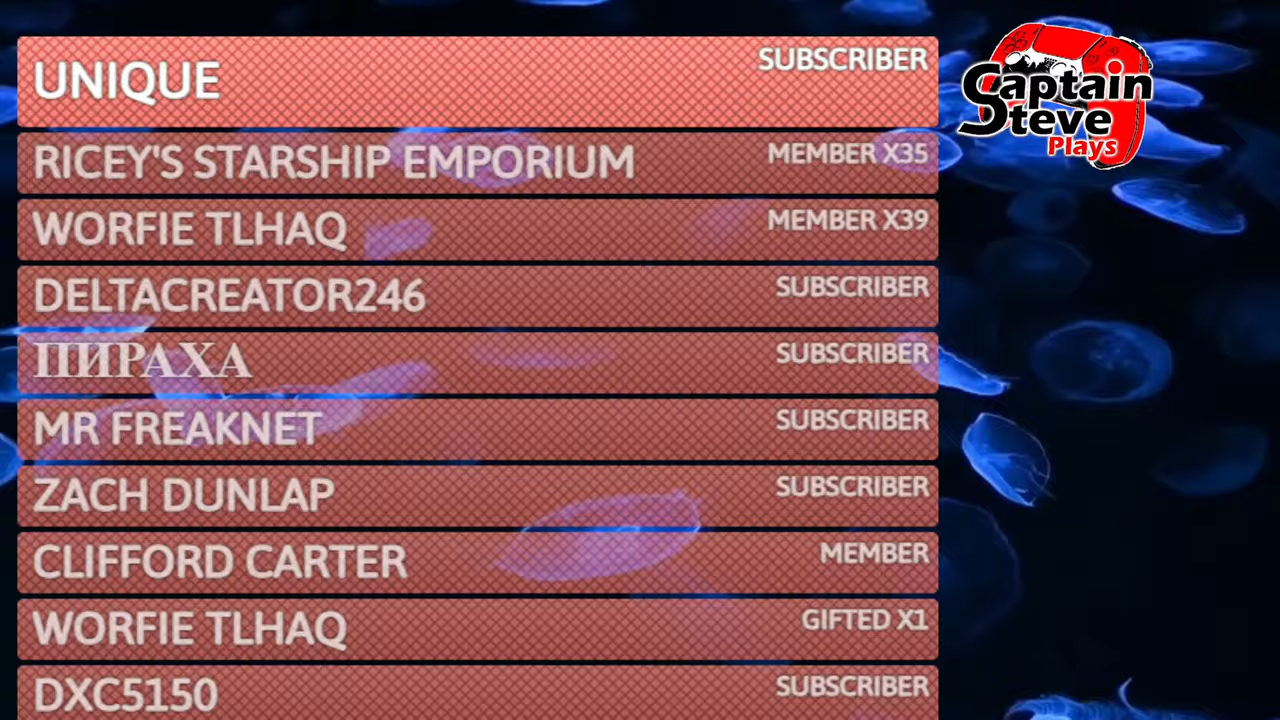 UNIQUE SUBSCRIBER
RICEY'S STARSHIP EMPORIUM MEMBER X35
WORFIE TLHAQ MEMBER X39
DELTACREATOR246 SUBSCRIBER
ПИРАХА SUBSCRIBER
MR FREAKNET SUBSCRIBER
ZACH DUNLAP SUBSCRIBER
CLIFFORD CARTER MEMBER
WORFIE TLHAQ GIFTED X1
DXC5150 SUBSCRIBER
Captain
Steve
Plays